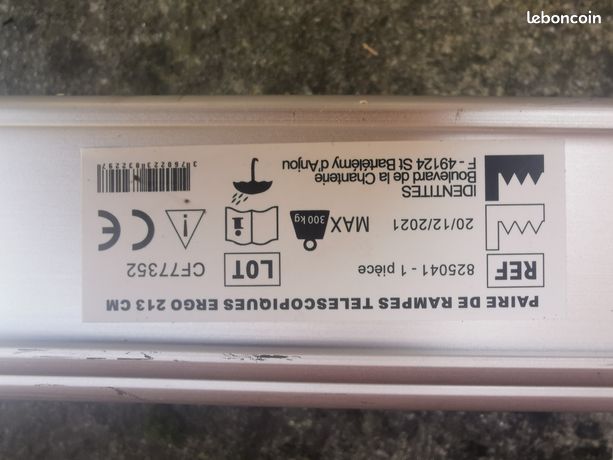 leboncoin
PAIRE DE RAMPES TELESCOPIQUES ERGO 213 CM
REF 825041 - 1 pièce LOT CF77352
20/12/2021 MAX 300 kg
IDENTITES
Boulevard de la Chanterie
F - 49124 St Bartélemy d'Anjou